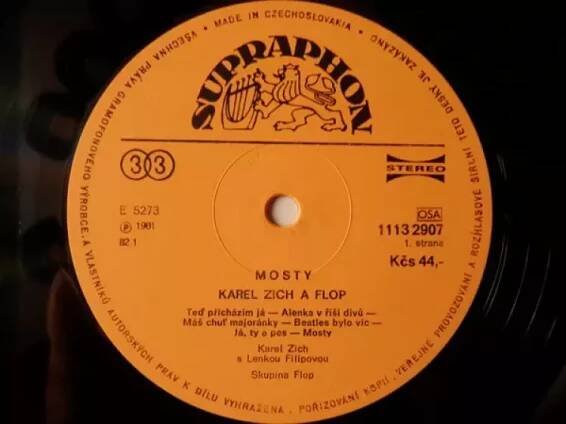 MADE IN CZECHOSLOVAKIA
SUPRAPHON
33
STEREO
E 5273
℗ 1981
82 1
OSA
1113 2907
1. strana
Kčs 44,-
MOSTY
KAREL ZICH A FLOP
Teď přicházím já — Alenka v říši divů —
Máš chuť majoránky — Beatles bylo víc —
Já, ty a pes — Mosty
Karel Zich
s Lenkou Filipovou
Skupina Flop
VŠECHNA PRÁVA GRAMOFONOVÉHO VÝROBCE A VLASTNÍKŮ AUTORSKÝCH PRÁV K DÍLU VYHRAŽENA. POŘIZOVÁNÍ KOPIÍ, VEŘEJNÉ PROVOZOVÁNÍ A ROZHLASOVÉ ŠÍŘENÍ TÉTO DESKY JE ZAKÁZÁNO